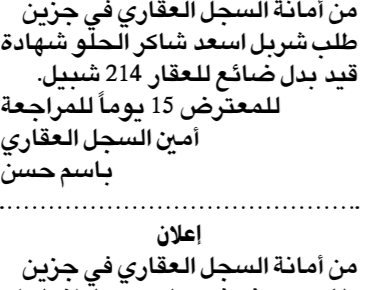 من أمانة السجل العقاري في جزين
طلب شربل اسعد شاكر الحلو شهادة
قيد بدل ضائع للعقار 214 شبيل.
للمعترض 15 يوماً للمراجعة
أمين السجل العقاري
باسم حسن
إعلان
من أمانة السجل العقاري في جزين